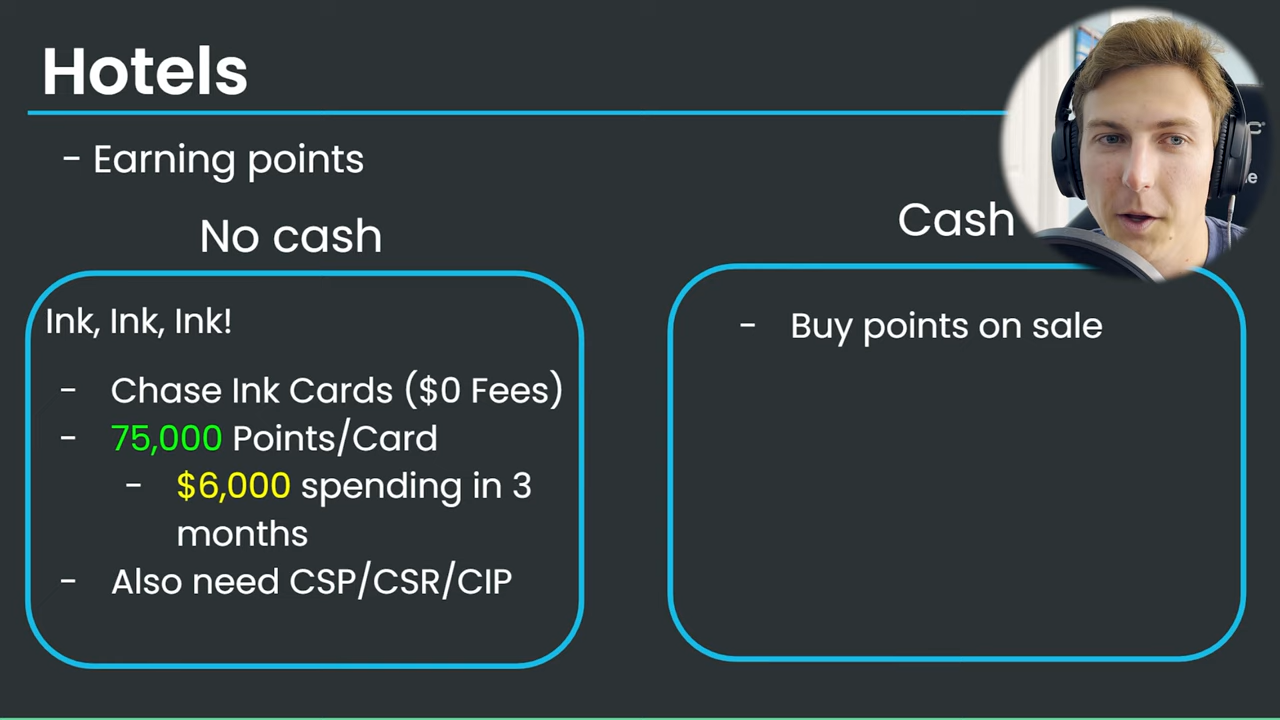 Hotels
- Earning points
No cash
Ink, Ink, Ink!
- Chase Ink Cards ($0 Fees)
- 75,000 Points/Card
- $6,000 spending in 3
months
- Also need CSP/CSR/CIP
Cash
- Buy points on sale